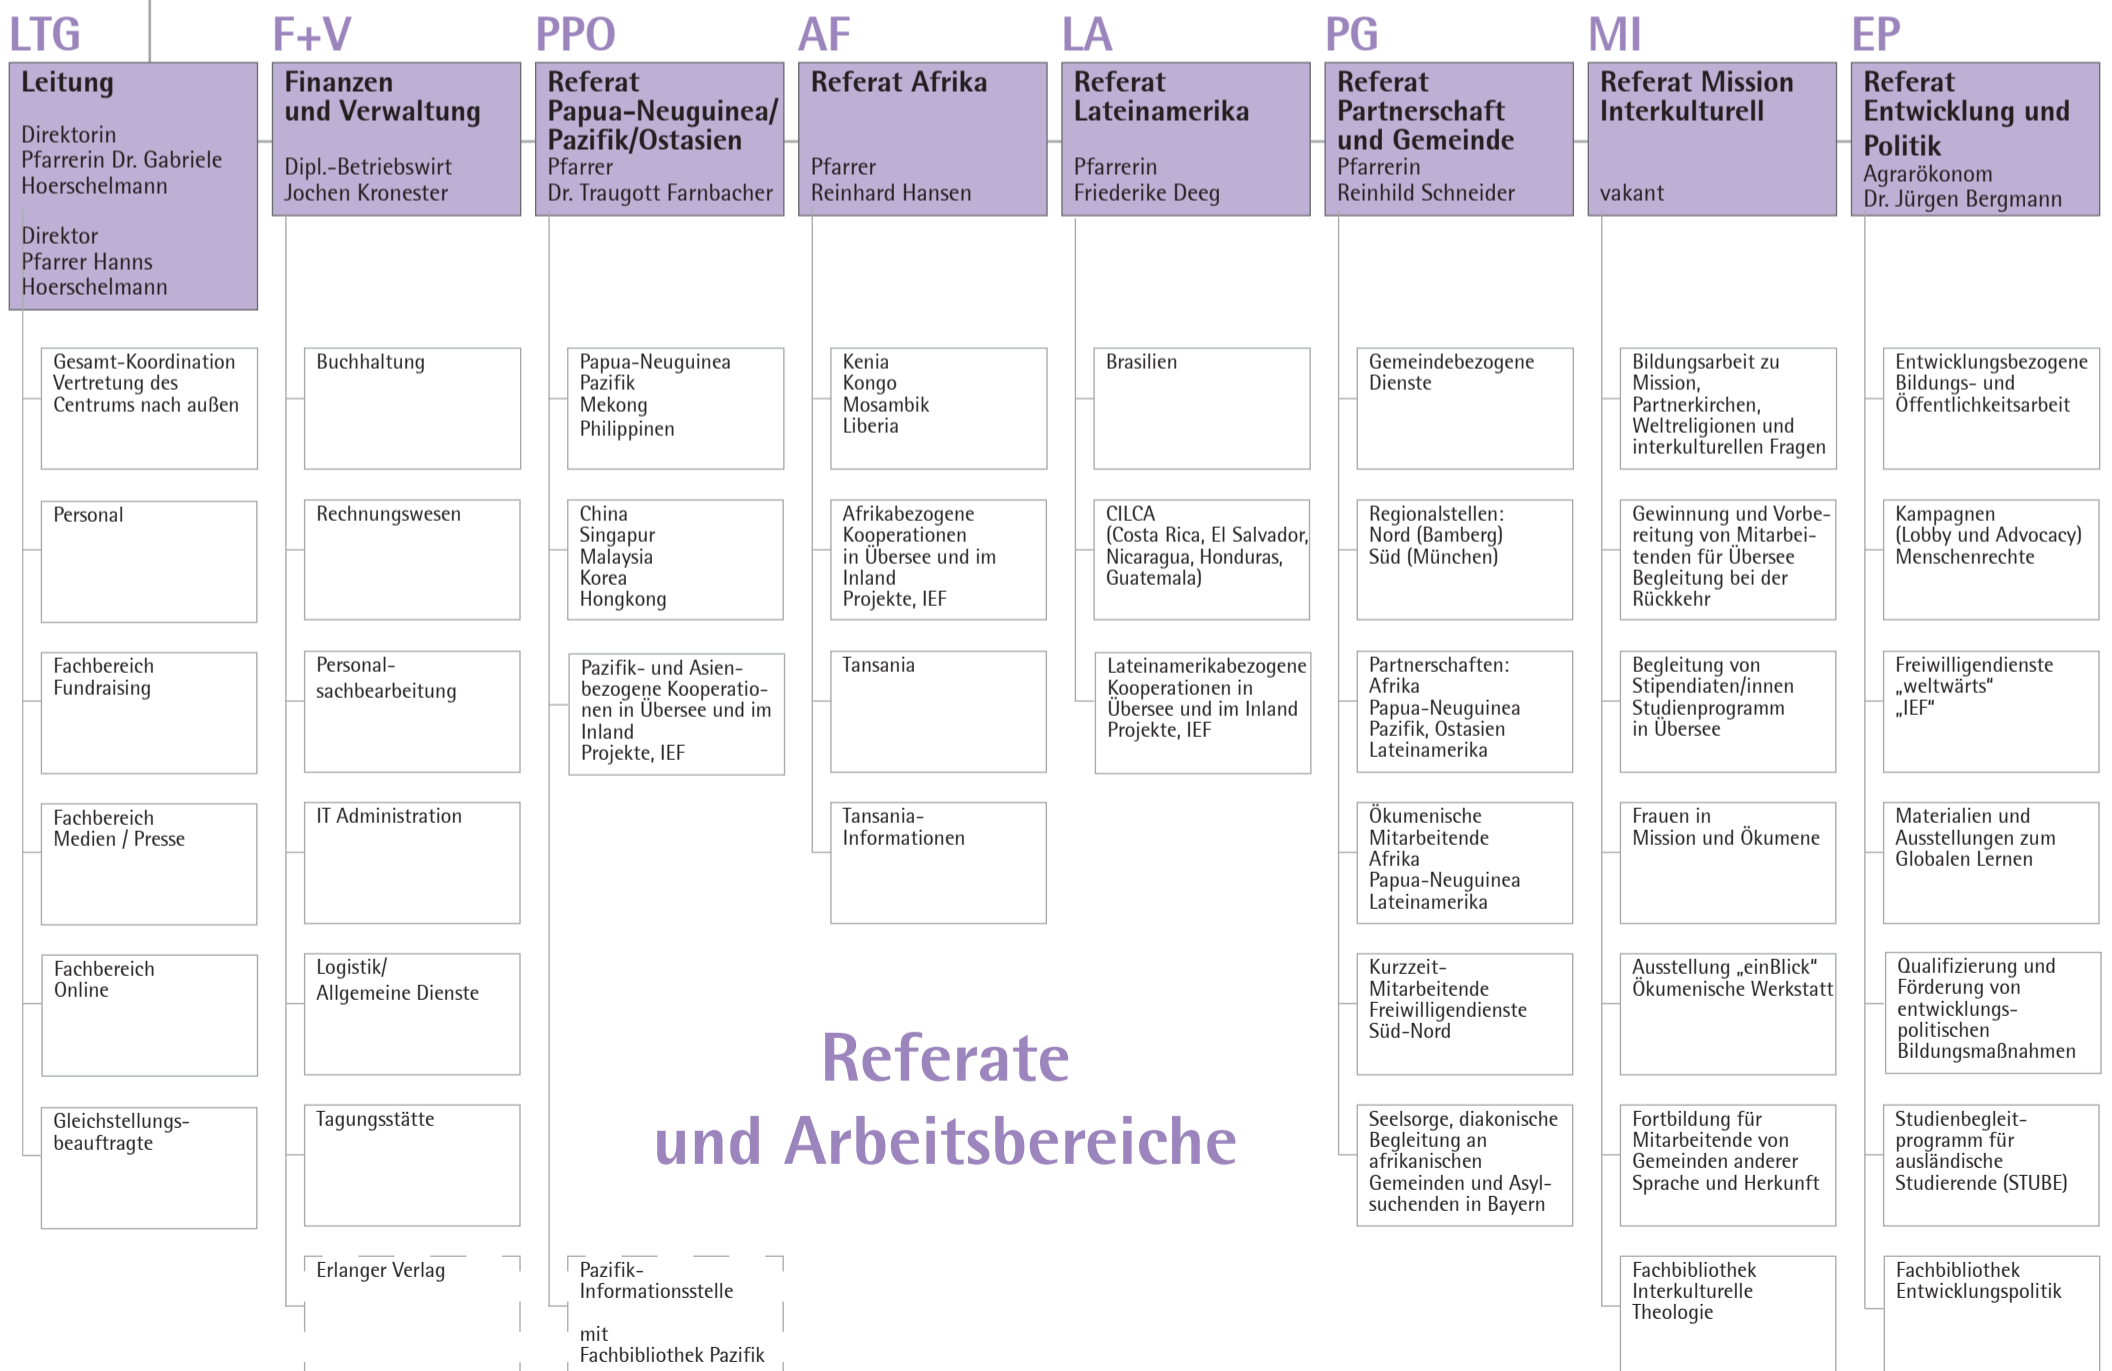 LTG
Leitung
Direktorin
Pfarrerin Dr. Gabriele
Hoerschelmann
Direktor
Pfarrer Hanns
Hoerschelmann
Gesamt-Koordination
Vertretung des
Centrums nach außen
Personal
Fachbereich
Fundraising
Fachbereich
Medien / Presse
Fachbereich
Online
Gleichstellungs-
beauftragte
F+V
Finanzen
und Verwaltung
Dipl.-Betriebswirt
Jochen Kronester
Buchhaltung
Rechnungswesen
Personal-
sachbearbeitung
IT Administration
Logistik/
Allgemeine Dienste
Tagungsstätte
Erlanger Verlag
PPO
Referat
Papua-Neuguinea/
Pazifik/Ostasien
Pfarrer
Dr. Traugott Farnbacher
Papua-Neuguinea
Pazifik
Mekong
Philippinen
China
Singapur
Malaysia
Korea
Hongkong
Pazifik- und Asien-
bezogene Kooperatio-
nen in Übersee und im
Inland
Projekte, IEF
Pazifik-
Informationsstelle
mit
Fachbibliothek Pazifik
AF
Referat Afrika
Pfarrer
Reinhard Hansen
Kenia
Kongo
Mosambik
Liberia
Afrikabezogene
Kooperationen
in Übersee und im
Inland
Projekte, IEF
Tansania
Tansania-
Informationen
LA
Referat
Lateinamerika
Pfarrerin
Friederike Deeg
Brasilien
CILCA
(Costa Rica, El Salvador,
Nicaragua, Honduras,
Guatemala)
Lateinamerikabezogene
Kooperationen in
Übersee und im Inland
Projekte, IEF
PG
Referat
Partnerschaft
und Gemeinde
Pfarrerin
Reinhild Schneider
Gemeindebezogene
Dienste
Regionalstellen:
Nord (Bamberg)
Süd (München)
Partnerschaften:
Afrika
Papua-Neuguinea
Pazifik, Ostasien
Lateinamerika
Ökumenische
Mitarbeitende
Afrika
Papua-Neuguinea
Lateinamerika
Kurzzeit-
Mitarbeitende
Freiwilligendienste
Süd-Nord
Seelsorge, diakonische
Begleitung an
afrikanischen
Gemeinden und Asyl-
suchenden in Bayern
MI
Referat Mission
Interkulturell
vakant
Bildungsarbeit zu
Mission,
Partnerkirchen,
Weltreligionen und
interkulturellen Fragen
Gewinnung und Vorbe-
reitung von Mitarbei-
tenden für Übersee
Begleitung bei der
Rückkehr
Begleitung von
Stipendiaten/innen
Studienprogramm
in Übersee
Frauen in
Mission und Ökumene
Ausstellung „einBlick“
Ökumenische Werkstatt
Fortbildung für
Mitarbeitende von
Gemeinden anderer
Sprache und Herkunft
Fachbibliothek
Interkulturelle
Theologie
EP
Referat
Entwicklung und
Politik
Agrarökonom
Dr. Jürgen Bergmann
Entwicklungsbezogene
Bildungs- und
Öffentlichkeitsarbeit
Kampagnen
(Lobby und Advocacy)
Menschenrechte
Freiwilligendienste
„weltwärts“
„IEF“
Materialien und
Ausstellungen zum
Globalen Lernen
Qualifizierung und
Förderung von
entwicklungs-
politischen
Bildungsmaßnahmen
Studienbegleit-
programm für
ausländische
Studierende (STUBE)
Fachbibliothek
Entwicklungspolitik
Referate
und Arbeitsbereiche